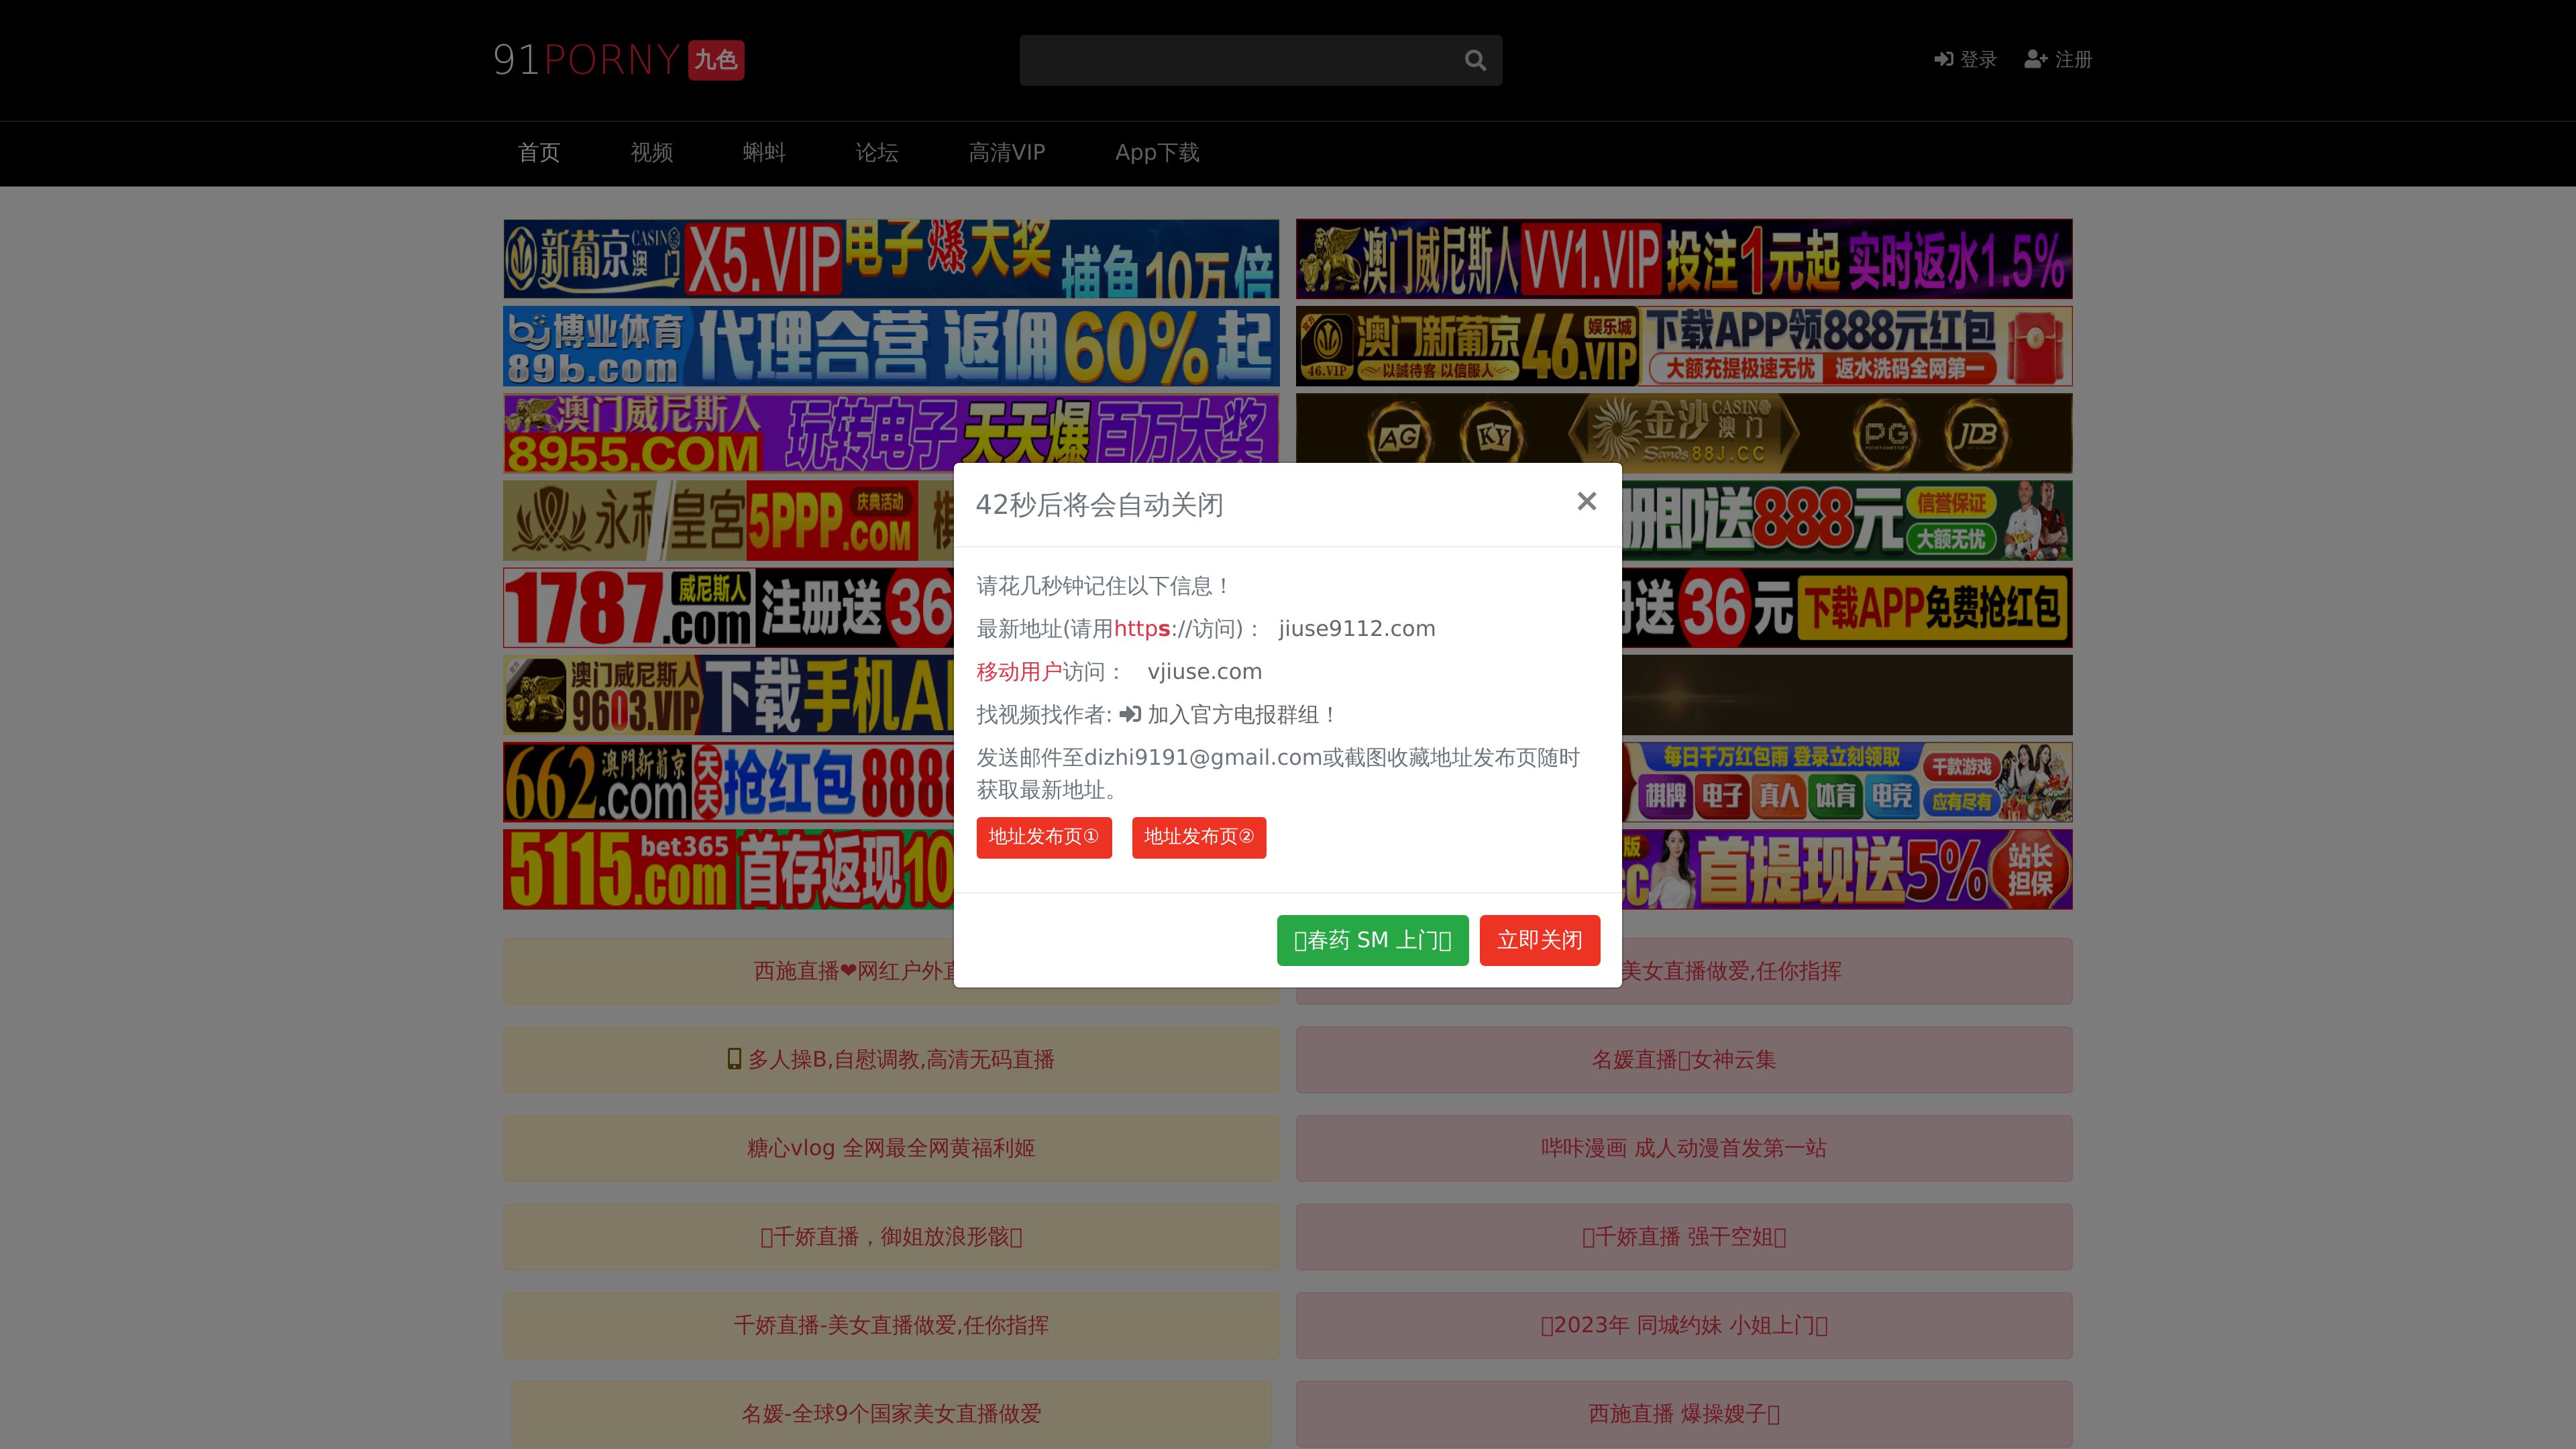 91PORNY 九色
登录 注册
首页 视频 蝌蚪 论坛 高清VIP App下载
新葡京 CASINO 澳门 X5.VIP 电子爆大奖 捕鱼10万倍
澳门威尼斯人 VV1.VIP 投注1元起 实时返水1.5%
博业体育 89b.com 代理合营 返佣60%起
澳门新葡京 46.VIP 以誠待客 以信服人 46.VIP 娱乐城 下载APP领888元红包 大额充提极速无忧 返水洗码全网第一
澳门威尼斯人 8955.COM 玩转电子 天天爆 百万大奖
AG KY 金沙 CASINO 澳门 Sands 88J.CC PG JDB
永利皇宫 5PPP.COM 庆典活动
册即送888元 信誉保证 大额无忧
1787.com 威尼斯人 注册送36
送36元 下载APP免费抢红包
澳门威尼斯人 9603.VIP 下载手机A
662.com 澳門新葡京 天天 抢红包 8888
每日千万红包雨 登录立刻领取 棋牌 电子 真人 体育 电竞 千款游戏 应有尽有
5115.com bet365 首存返现10
首提现送5% 站长担保
42秒后将会自动关闭 ×
请花几秒钟记住以下信息！
最新地址(请用https://访问)： jiuse9112.com
移动用户访问： vjiuse.com
找视频找作者: 加入官方电报群组！
发送邮件至dizhi9191@gmail.com或截图收藏地址发布页随时
获取最新地址。
地址发布页① 地址发布页②
春药 SM 上门 立即关闭
西施直播❤网红户外
美女直播做爱,任你指挥
多人操B,自慰调教,高清无码直播
名媛直播 女神云集
糖心vlog 全网最全网黄福利姬
哔咔漫画 成人动漫首发第一站
千娇直播，御姐放浪形骸
千娇直播 强干空姐
千娇直播-美女直播做爱,任你指挥
2023年 同城约妹 小姐上门
名媛-全球9个国家美女直播做爱
西施直播 爆操嫂子